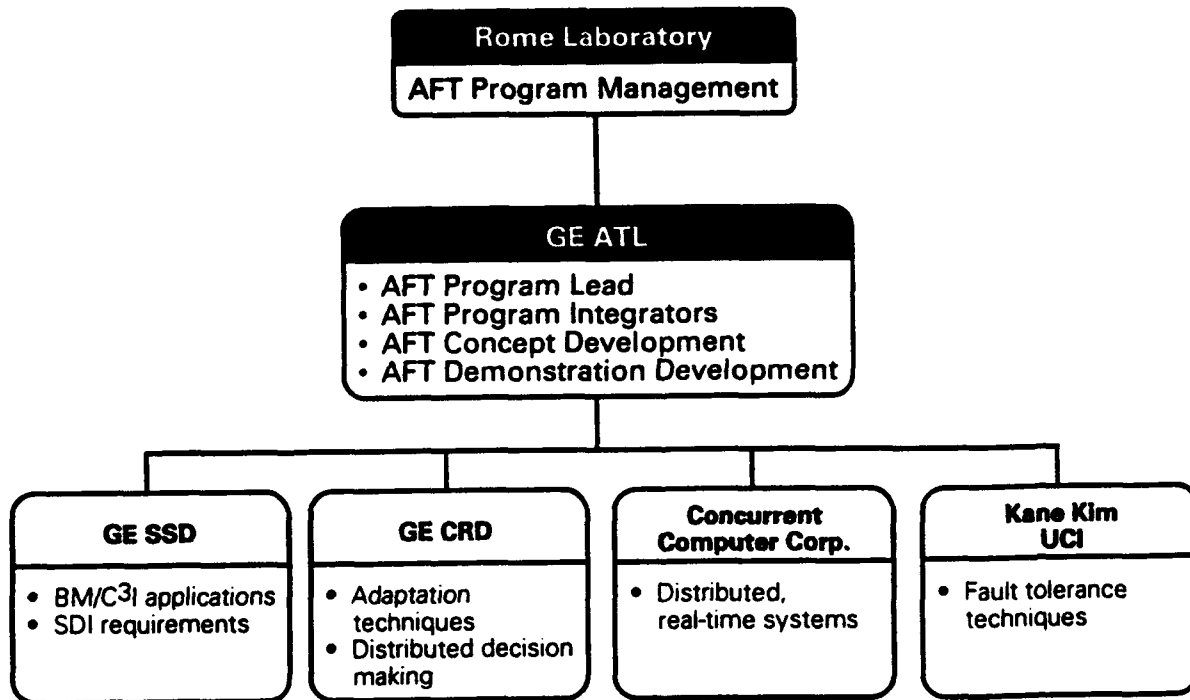 Rome Laboratory
AFT Program Management
GE ATL
• AFT Program Lead
• AFT Program Integrators
• AFT Concept Development
• AFT Demonstration Development
GE SSD
• BM/C³I applications
• SDI requirements
GE CRD
• Adaptation
techniques
• Distributed decision
making
Concurrent
Computer Corp.
• Distributed,
real-time systems
Kane Kim
UCI
• Fault tolerance
techniques